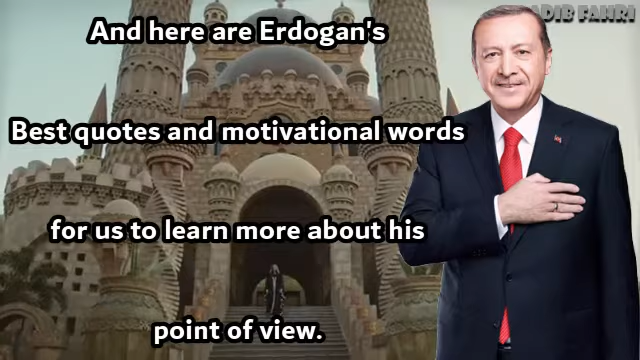 ADIB FAHRI
And here are Erdogan's
Best quotes and motivational words
for us to learn more about his
point of view.